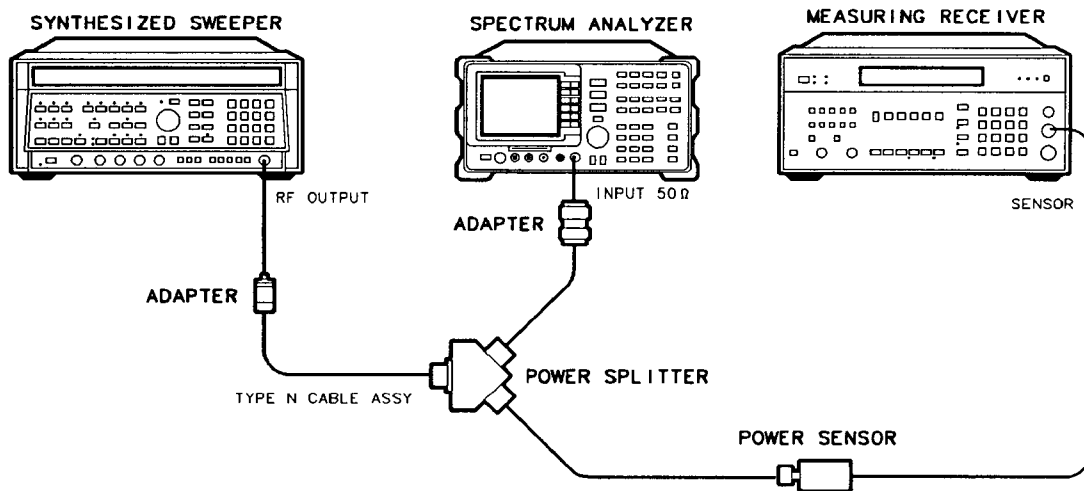 SYNTHESIZED SWEEPER
SPECTRUM ANALYZER
MEASURING RECEIVER
RF OUTPUT
INPUT 50Ω
SENSOR
ADAPTER
ADAPTER
POWER SPLITTER
TYPE N CABLE ASSY
POWER SENSOR